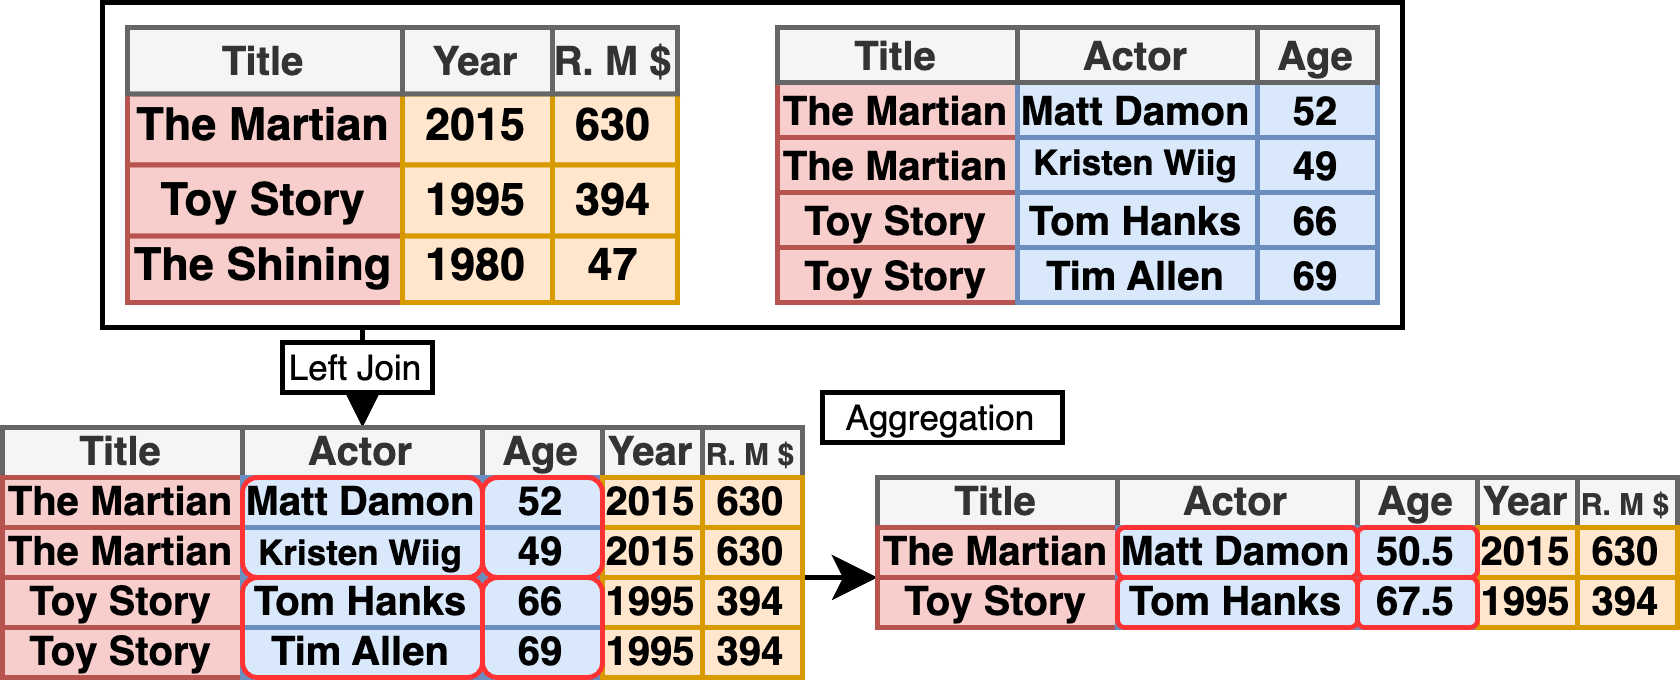 Title Year R. M $
The Martian 2015 630
Toy Story 1995 394
The Shining 1980 47
Title Actor Age
The Martian Matt Damon 52
The Martian Kristen Wiig 49
Toy Story Tom Hanks 66
Toy Story Tim Allen 69
Left Join
Title Actor Age Year R. M $
The Martian Matt Damon 52 2015 630
The Martian Kristen Wiig 49 2015 630
Toy Story Tom Hanks 66 1995 394
Toy Story Tim Allen 69 1995 394
Aggregation
Title Actor Age Year R. M $
The Martian Matt Damon 50.5 2015 630
Toy Story Tom Hanks 67.5 1995 394